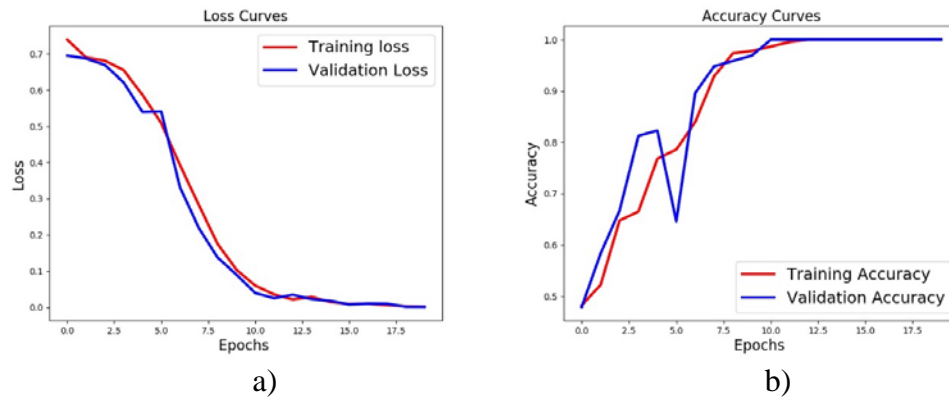 Loss Curves
Training loss
Validation Loss
Loss
0.7
0.6
0.5
0.4
0.3
0.2
0.1
0.0
0.0 2.5 5.0 7.5 10.0 12.5 15.0 17.5
Epochs
a)
Accuracy Curves
Accuracy
1.0
0.9
0.8
0.7
0.6
0.5
Training Accuracy
Validation Accuracy
0.0 2.5 5.0 7.5 10.0 12.5 15.0 17.5
Epochs
b)